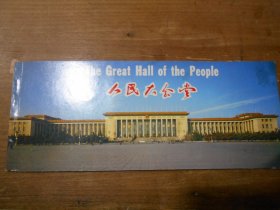 The Great Hall of the People
人民大会堂